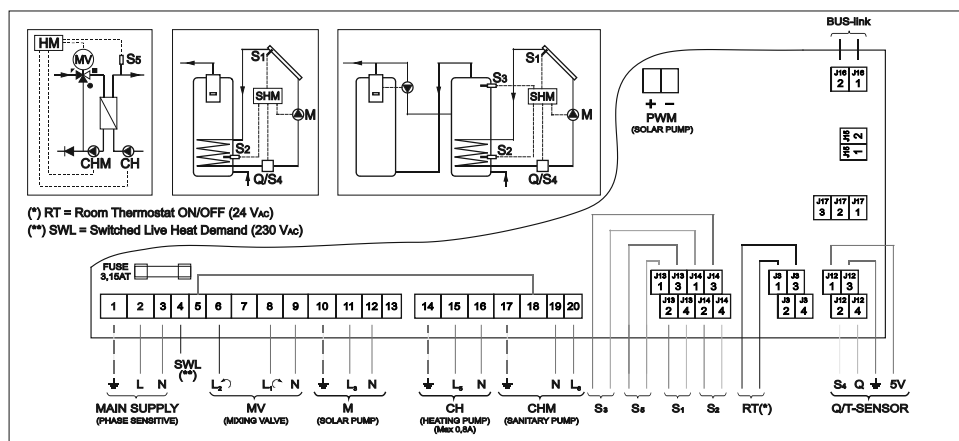 BUS-link
HM
MV
S5
CHM
CH
S1
SHM
M
S2
Q/S4
S3
S1
SHM
M
S2
Q/S4
+ −
PWM
(SOLAR PUMP)
J16 2 J16 1
J15 1 J15 2
J17 3 J17 2 J17 1
(*) RT = Room Thermostat ON/OFF (24 VAC)
(**) SWL = Switched Live Heat Demand (230 VAC)
FUSE
3,15AT
J13 1 J13 3 J14 1 J14 3
J13 2 J13 4 J14 2 J14 4
J3 1 J3 3
J3 2 J3 4
J12 1 J12 3
J12 2 J12 4
1 2 3 4 5 6 7 8 9 10 11 12 13 14 15 16 17 18 19 20
SWL
(**)
L N L2 L1 N L3 N L5 N N L6
S4 Q 5V
MAIN SUPPLY
(PHASE SENSITIVE)
MV
(MIXING VALVE)
M
(SOLAR PUMP)
CH
(HEATING PUMP)
(Max 0,8A)
CHM
(SANITARY PUMP)
S3 S5 S1 S2 RT(*)
Q/T-SENSOR